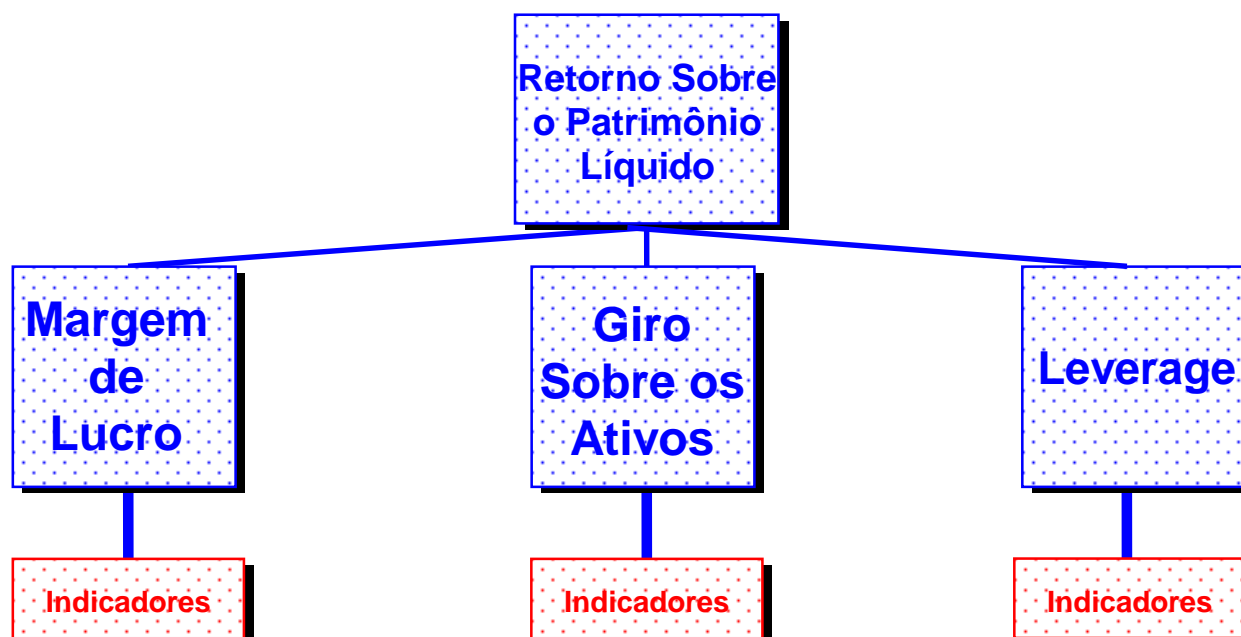 Retorno Sobre
o Patrimônio
Líquido
Margem
de
Lucro
Giro
Sobre os
Ativos
Leverage
Indicadores
Indicadores
Indicadores